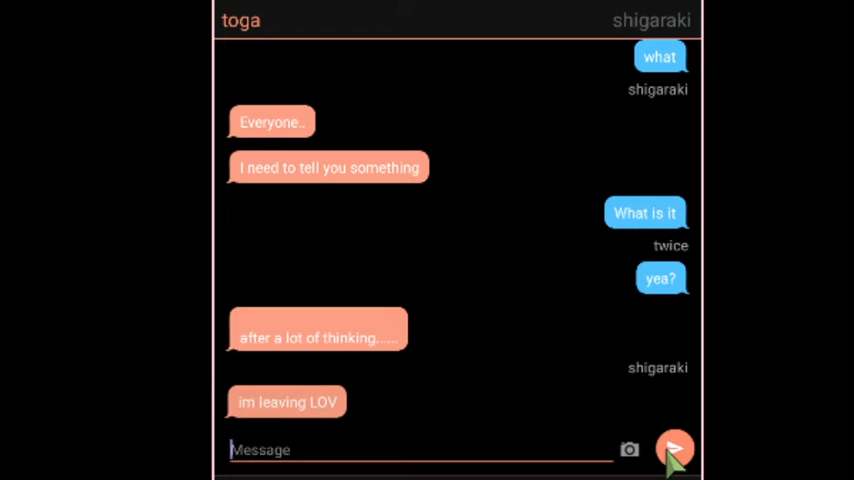 toga shigaraki
what
shigaraki
Everyone..
I need to tell you something
What is it
twice
yea?
after a lot of thinking......
shigaraki
im leaving LOV
Message